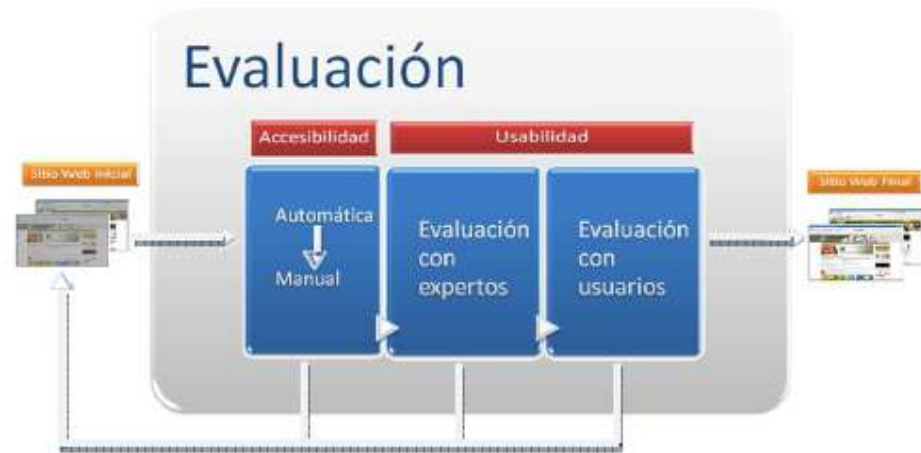 Evaluación
Accesibilidad
Usabilidad
Sitio Web Inicial
Sitio Web Final
Automática
Manual
Evaluación
con
expertos
Evaluación
con
usuarios